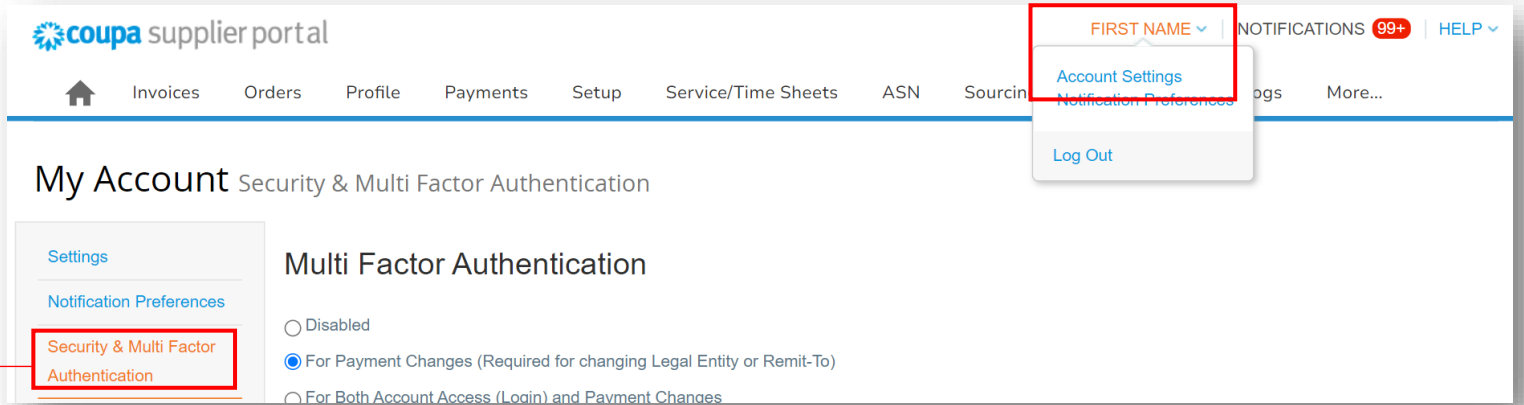 coupa supplier portal
FIRST NAME NOTIFICATIONS 99+ HELP
Account Settings
Notification Preferences
Log Out
Invoices Orders Profile Payments Setup Service/Time Sheets ASN Sourcin ogs More...
My Account Security & Multi Factor Authentication
Settings
Notification Preferences
Security & Multi Factor
Authentication
Multi Factor Authentication
Disabled
For Payment Changes (Required for changing Legal Entity or Remit-To)
For Both Account Access (Login) and Payment Changes